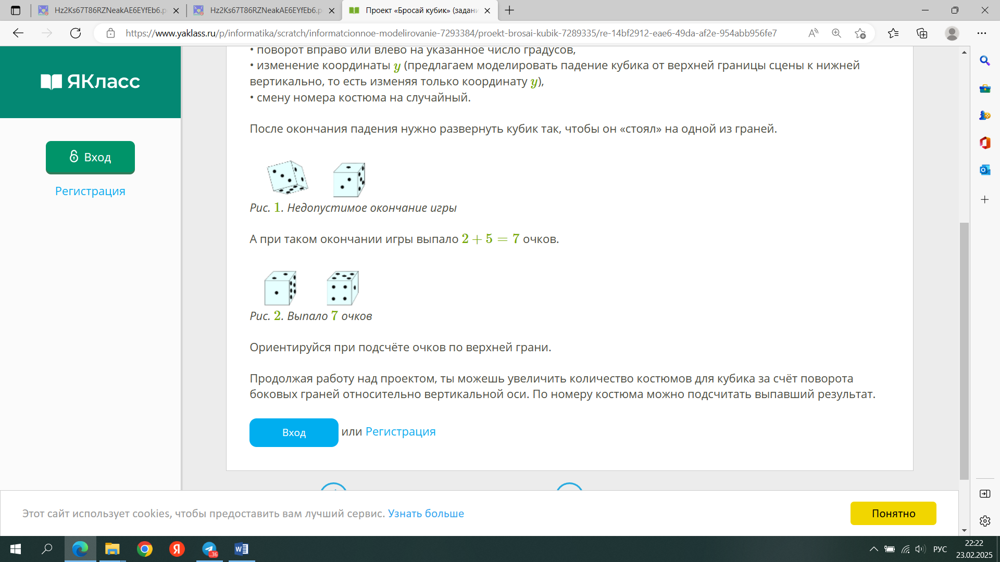 Hz2Ks67T86RZNeakAE6EYfEb6.p
Hz2Ks67T86RZNeakAE6EYfEb6.p
Проект «Бросай кубик» (задани
https://www.yaklass.ru/p/informatika/scratch/informatcionnoe-modelirovanie-7293384/proekt-brosai-kubik-7289335/re-14bf2912-eae6-49da-af2e-954abb956fe7
ЯКласс
Вход
Регистрация
• поворот вправо или влево на указанное число градусов,
• изменение координаты y (предлагаем моделировать падение кубика от верхней границы сцены к нижней
вертикально, то есть изменяя только координату y),
• смену номера костюма на случайный.
После окончания падения нужно развернуть кубик так, чтобы он «стоял» на одной из граней.
Рис. 1. Недопустимое окончание игры
А при таком окончании игры выпало 2 + 5 = 7 очков.
Рис. 2. Выпало 7 очков
Ориентируйся при подсчёте очков по верхней грани.
Продолжая работу над проектом, ты можешь увеличить количество костюмов для кубика за счёт поворота
боковых граней относительно вертикальной оси. По номеру костюма можно подсчитать выпавший результат.
Вход или Регистрация
Этот сайт использует cookies, чтобы предоставить вам лучший сервис. Узнать больше
Понятно
РУС
22:22
23.02.2025